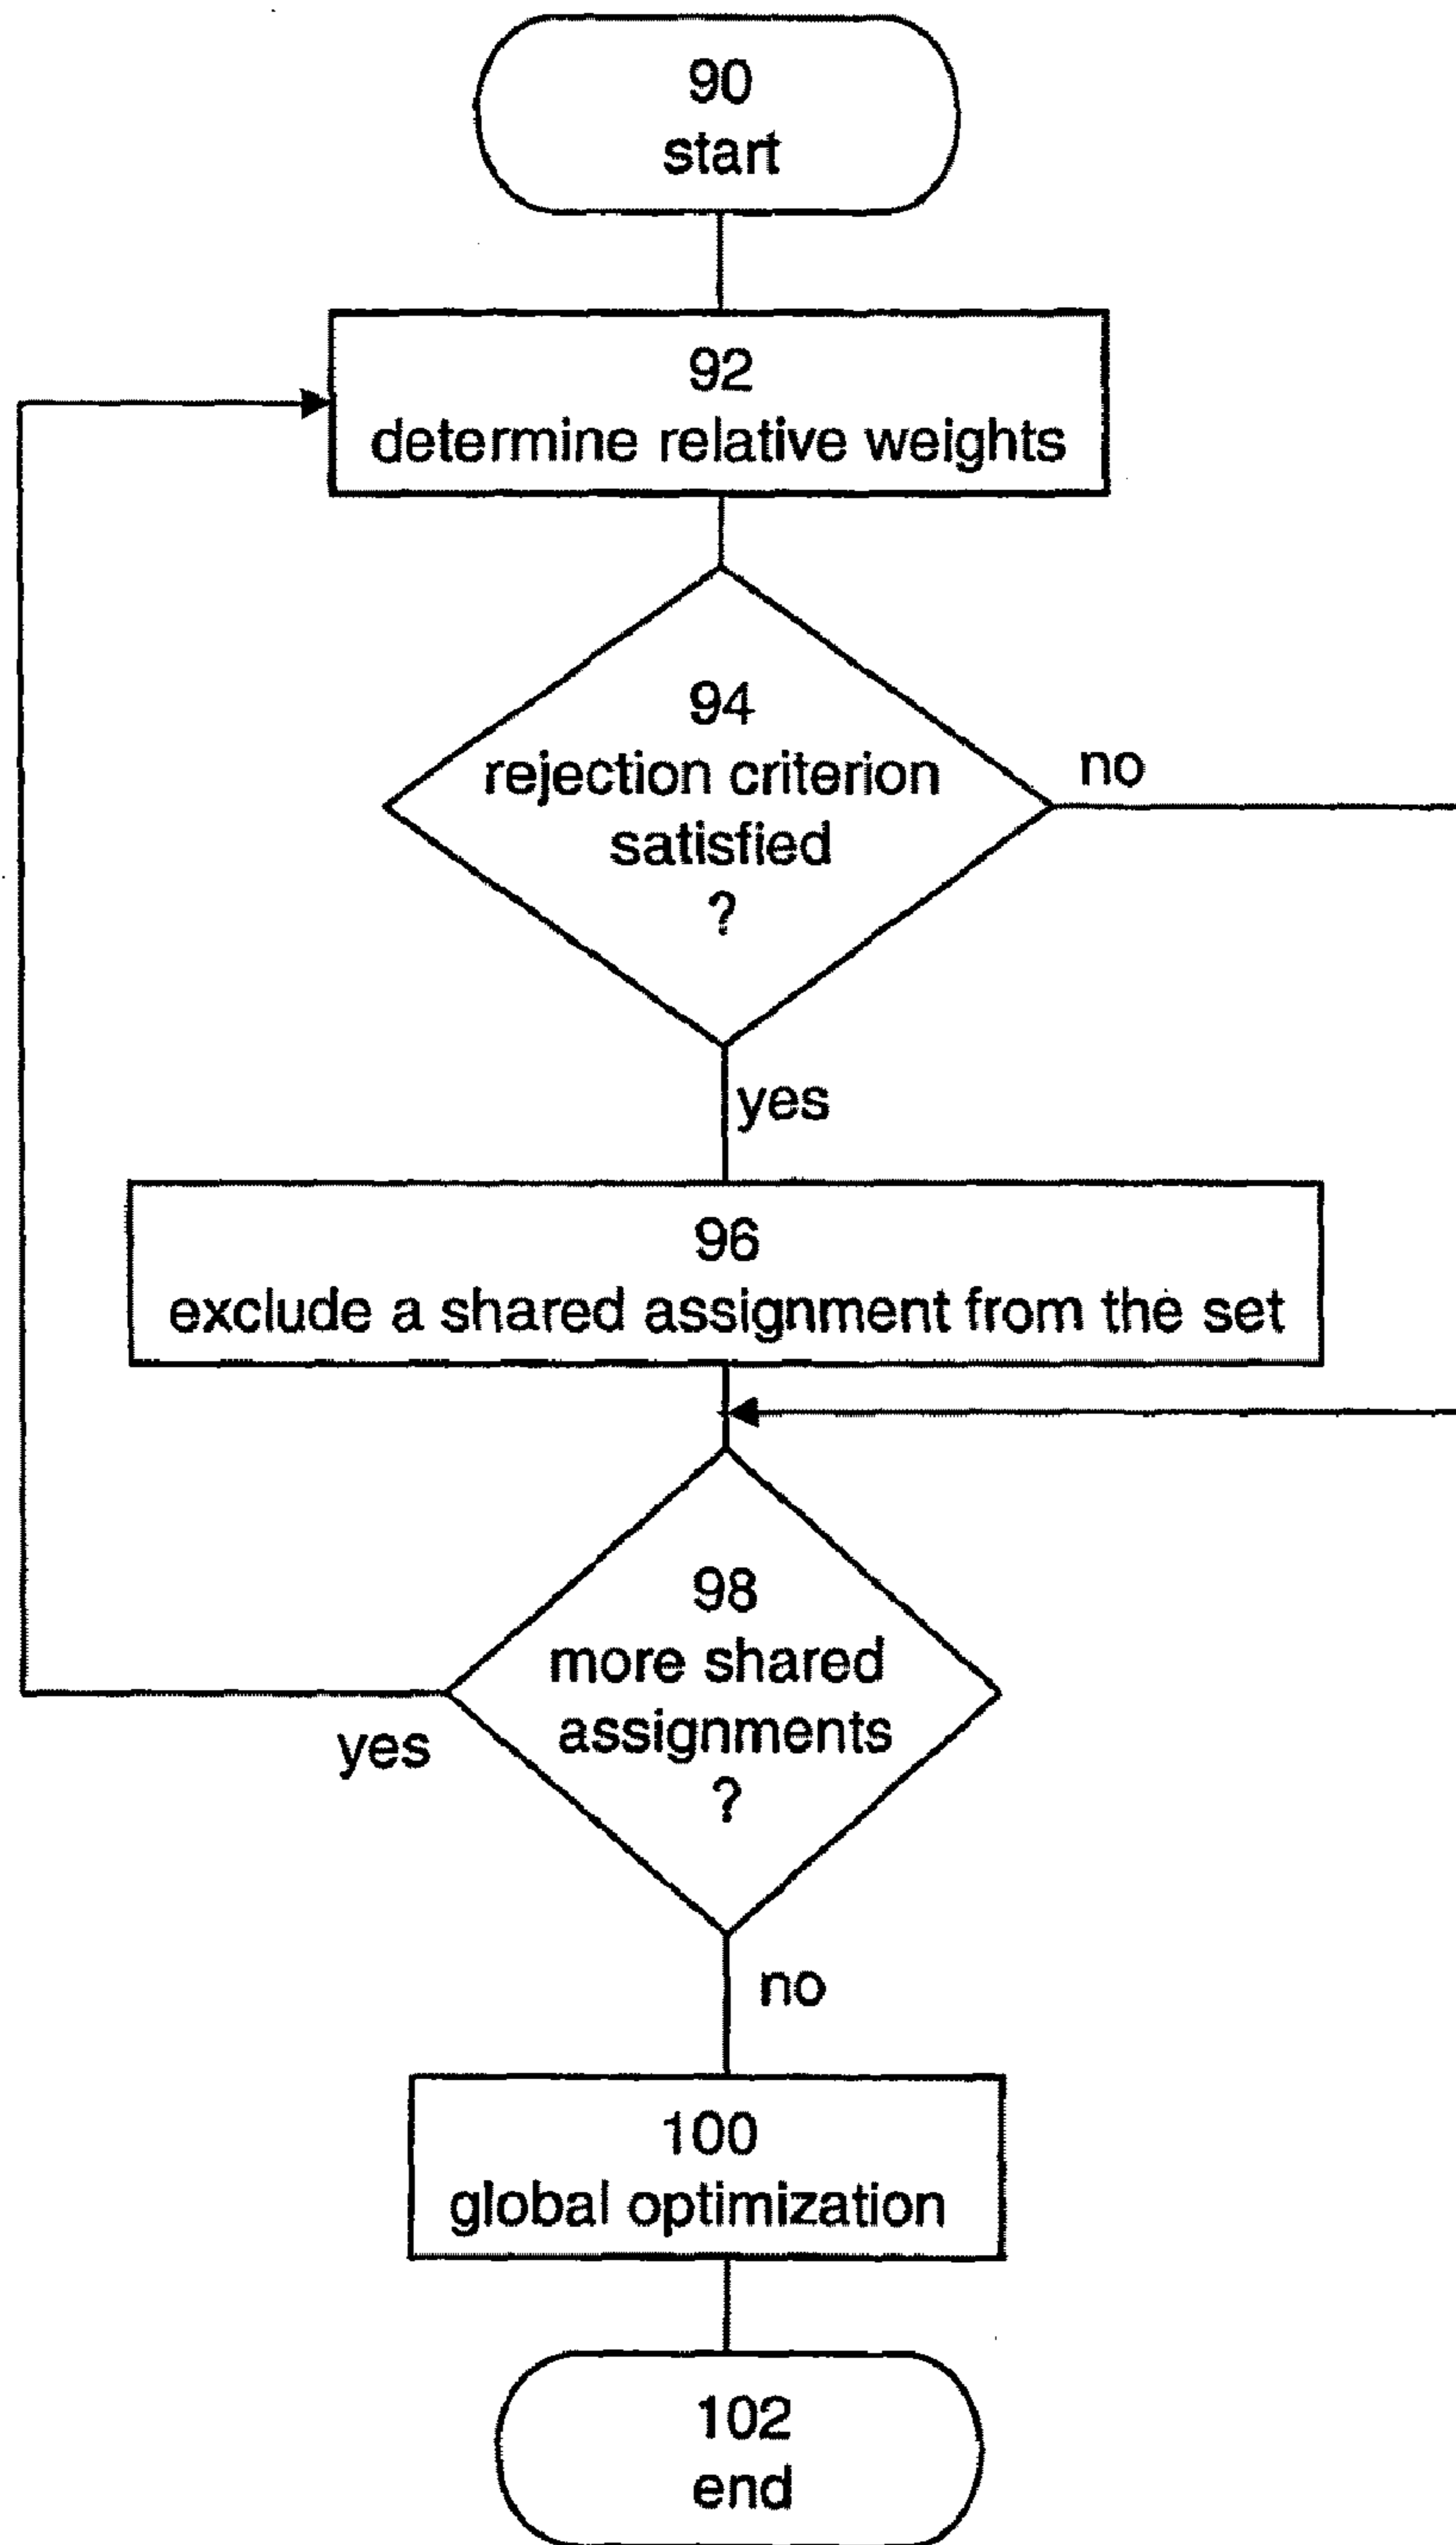 90
start
92
determine relative weights
94
rejection criterion
satisfied
?
no
yes
96
exclude a shared assignment from the set
98
more shared
assignments
?
yes
no
100
global optimization
102
end